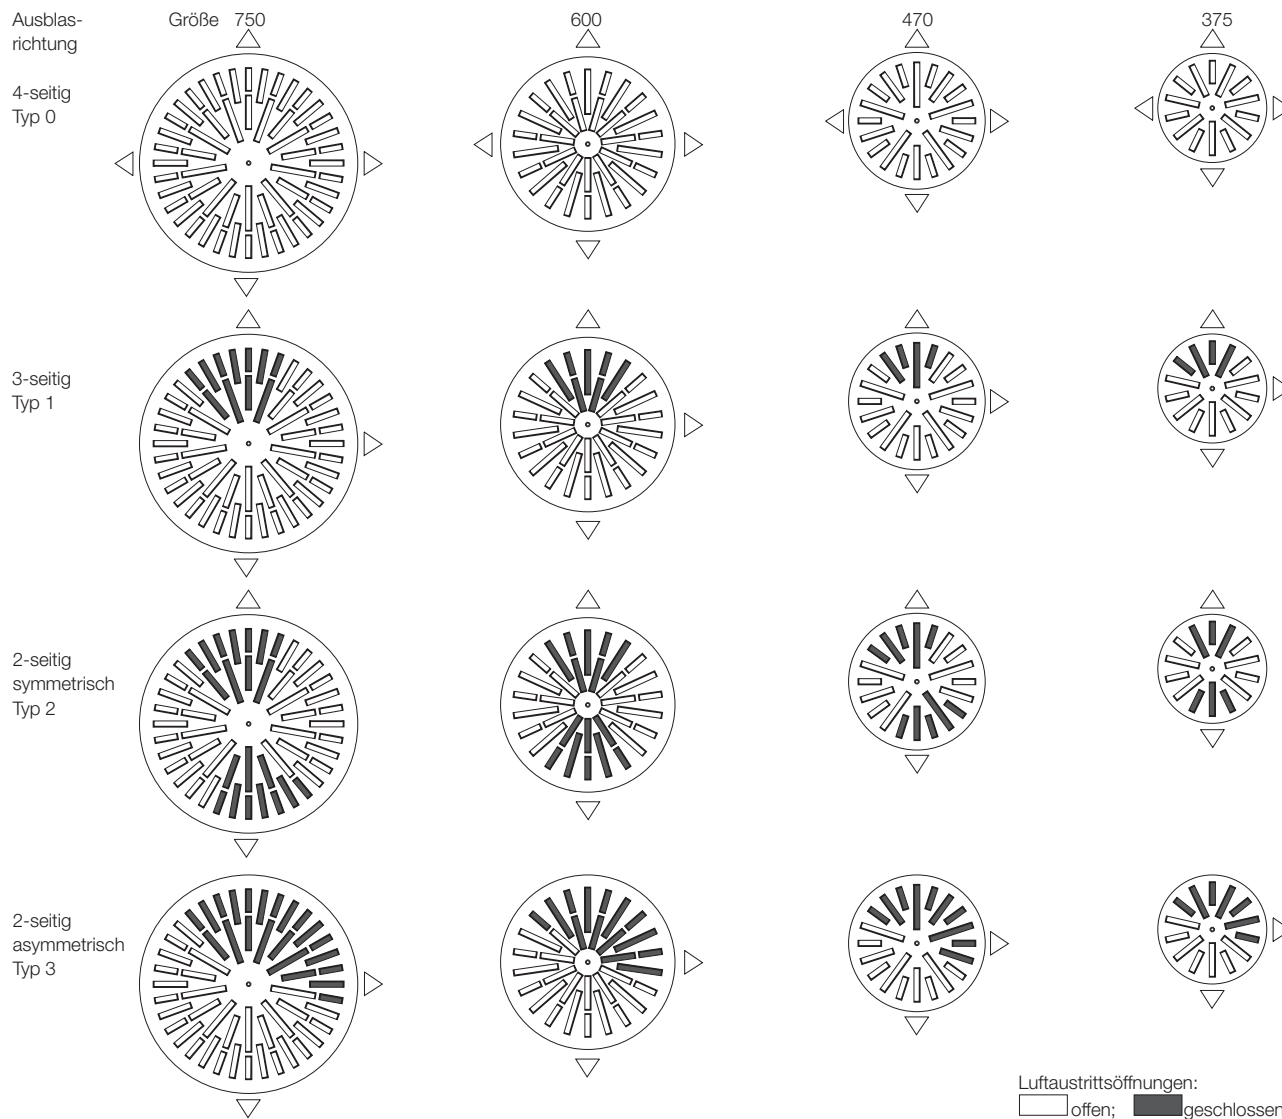 Ausblas-
richtung
Größe 750 600 470 375
4-seitig
Typ 0
3-seitig
Typ 1
2-seitig
symmetrisch
Typ 2
2-seitig
asymmetrisch
Typ 3
Luftaustrittsöffnungen:
offen; geschlossen